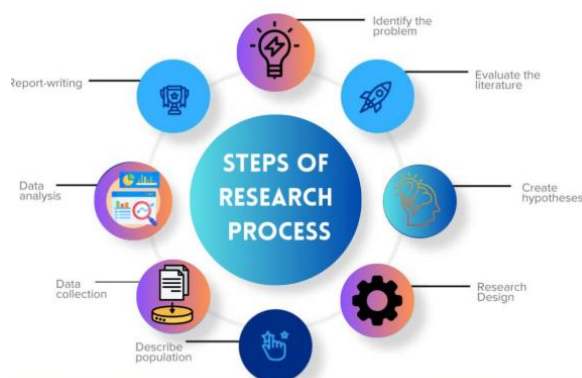 Identify the
problem
Evaluate the
literature
Create
hypotheses
Research
Design
Describe
population
Data
collection
Data
analysis
Report-writing
STEPS OF
RESEARCH
PROCESS